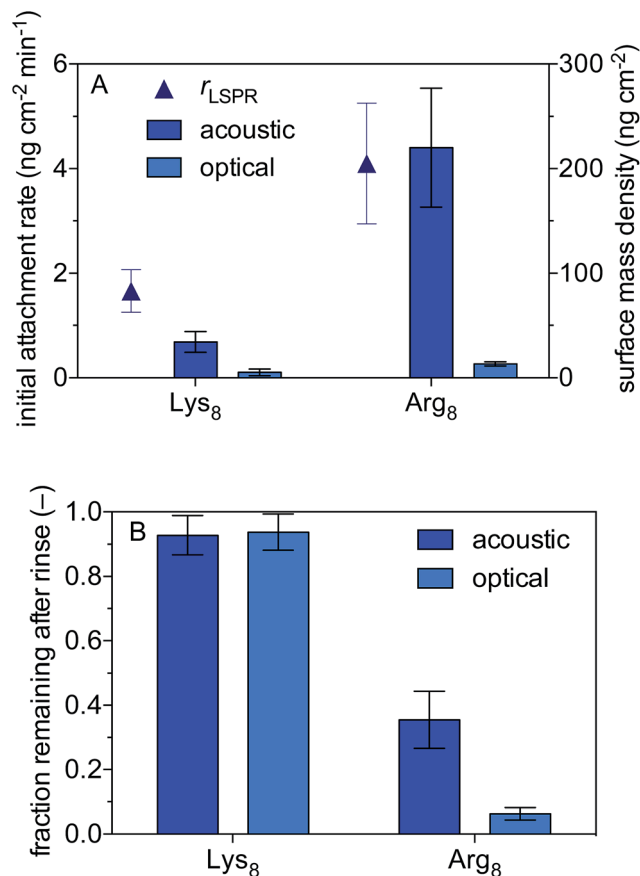 A
initial attachment rate (ng cm⁻² min⁻¹)
6
4
2
0
r_LSPR
acoustic
optical
300
200
100
0
surface mass density (ng cm⁻²)
Lys₈
Arg₈
B
fraction remaining after rinse (–)
1.0
0.8
0.6
0.4
0.2
0.0
acoustic
optical
Lys₈
Arg₈